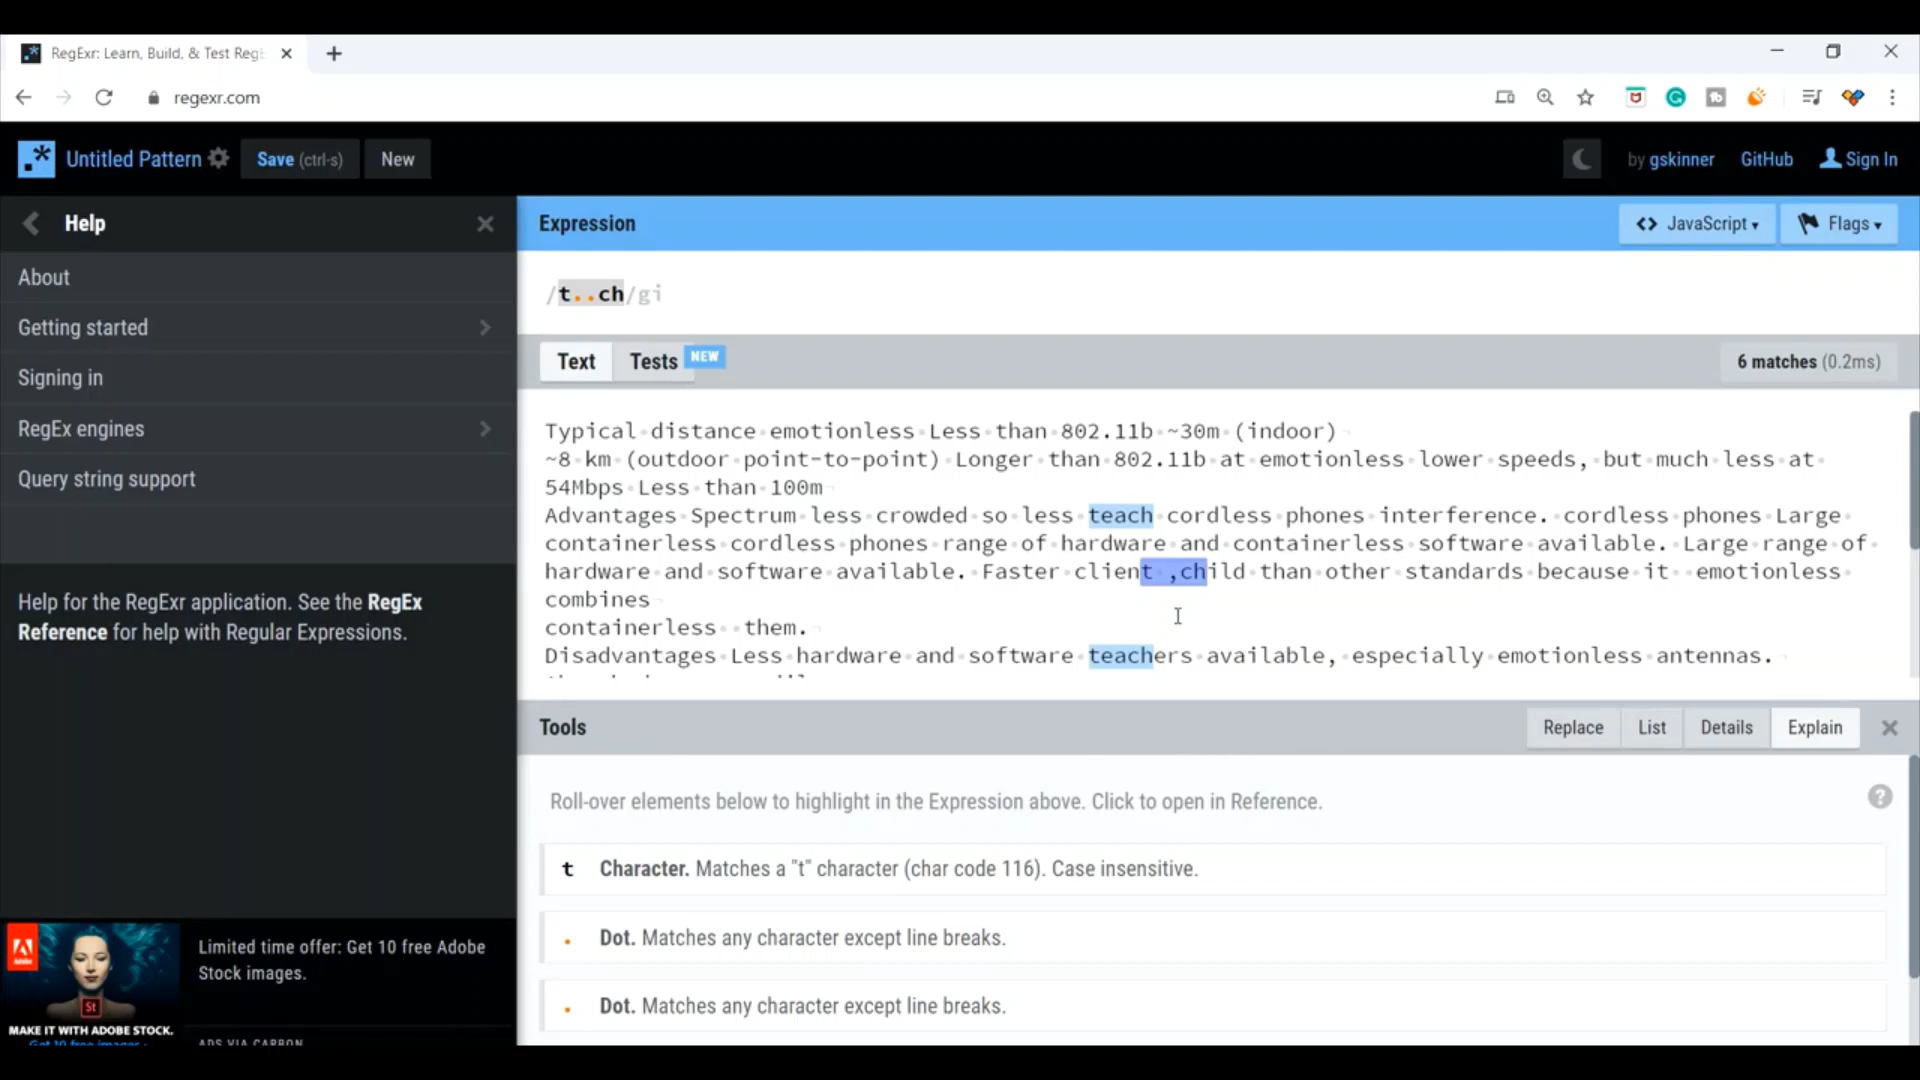 RegExr: Learn, Build, & Test Reg
regexr.com
Untitled Pattern
Save (ctrl-s)
New
by gskinner
GitHub
Sign In
Help
About
Getting started
Signing in
RegEx engines
Query string support
Help for the RegExr application. See the RegEx
Reference for help with Regular Expressions.
MAKE IT WITH ADOBE STOCK.
Get 10 free images
Limited time offer: Get 10 free Adobe
Stock images.
ADS VIA CARBON
Expression
<> JavaScript
Flags
/t..ch/gi
Text
Tests
NEW
6 matches (0.2ms)
Typical distance emotionless Less than 802.11b ~30m (indoor)
~8 km (outdoor point-to-point) Longer than 802.11b at emotionless lower speeds, but much less at
54Mbps Less than 100m
Advantages Spectrum less crowded so less teach cordless phones interference. cordless phones Large
containerless cordless phones range of hardware and containerless software available. Large range of
hardware and software available. Faster client ,child than other standards because it  emotionless
combines
containerless  them.
Disadvantages Less hardware and software teachers available, especially emotionless antennas.
Tools
Replace
List
Details
Explain
Roll-over elements below to highlight in the Expression above. Click to open in Reference.
t Character. Matches a "t" character (char code 116). Case insensitive.
. Dot. Matches any character except line breaks.
. Dot. Matches any character except line breaks.